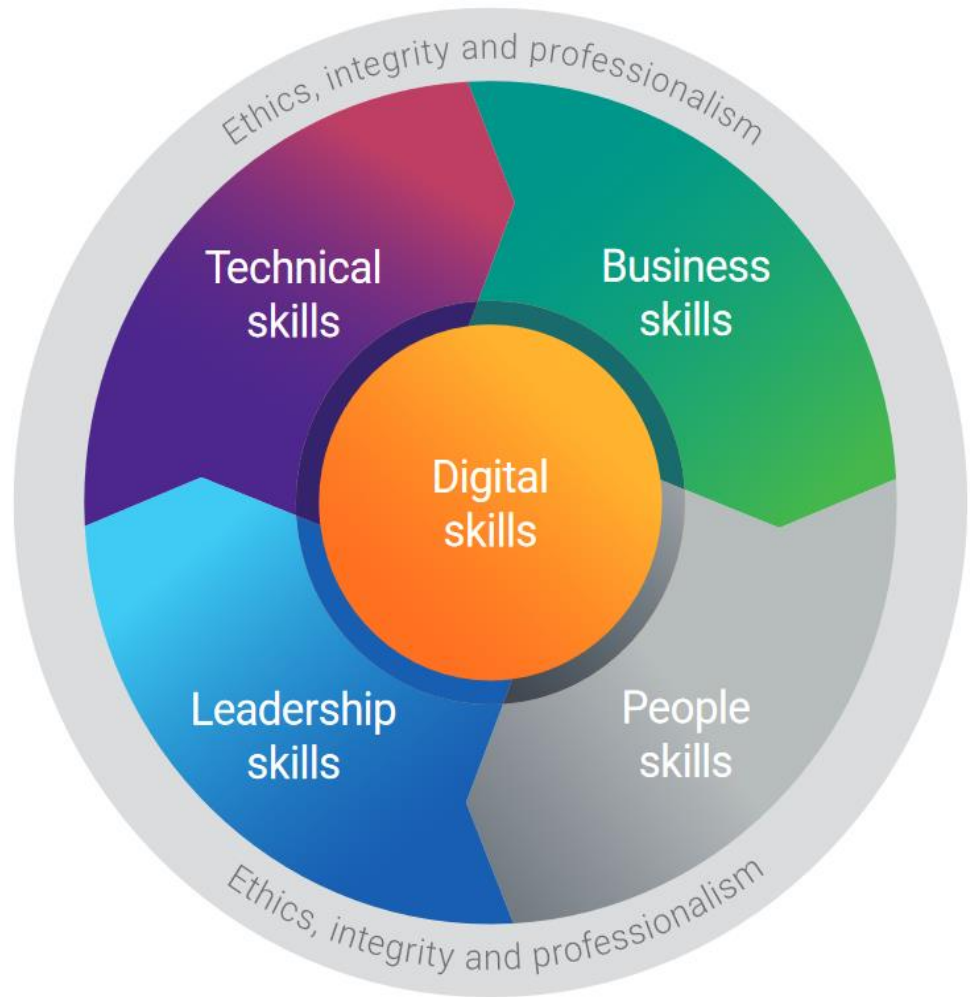 Ethics, integrity and professionalism
Technical
skills
Business
skills
Digital
skills
Leadership
skills
People
skills
Ethics, integrity and professionalism